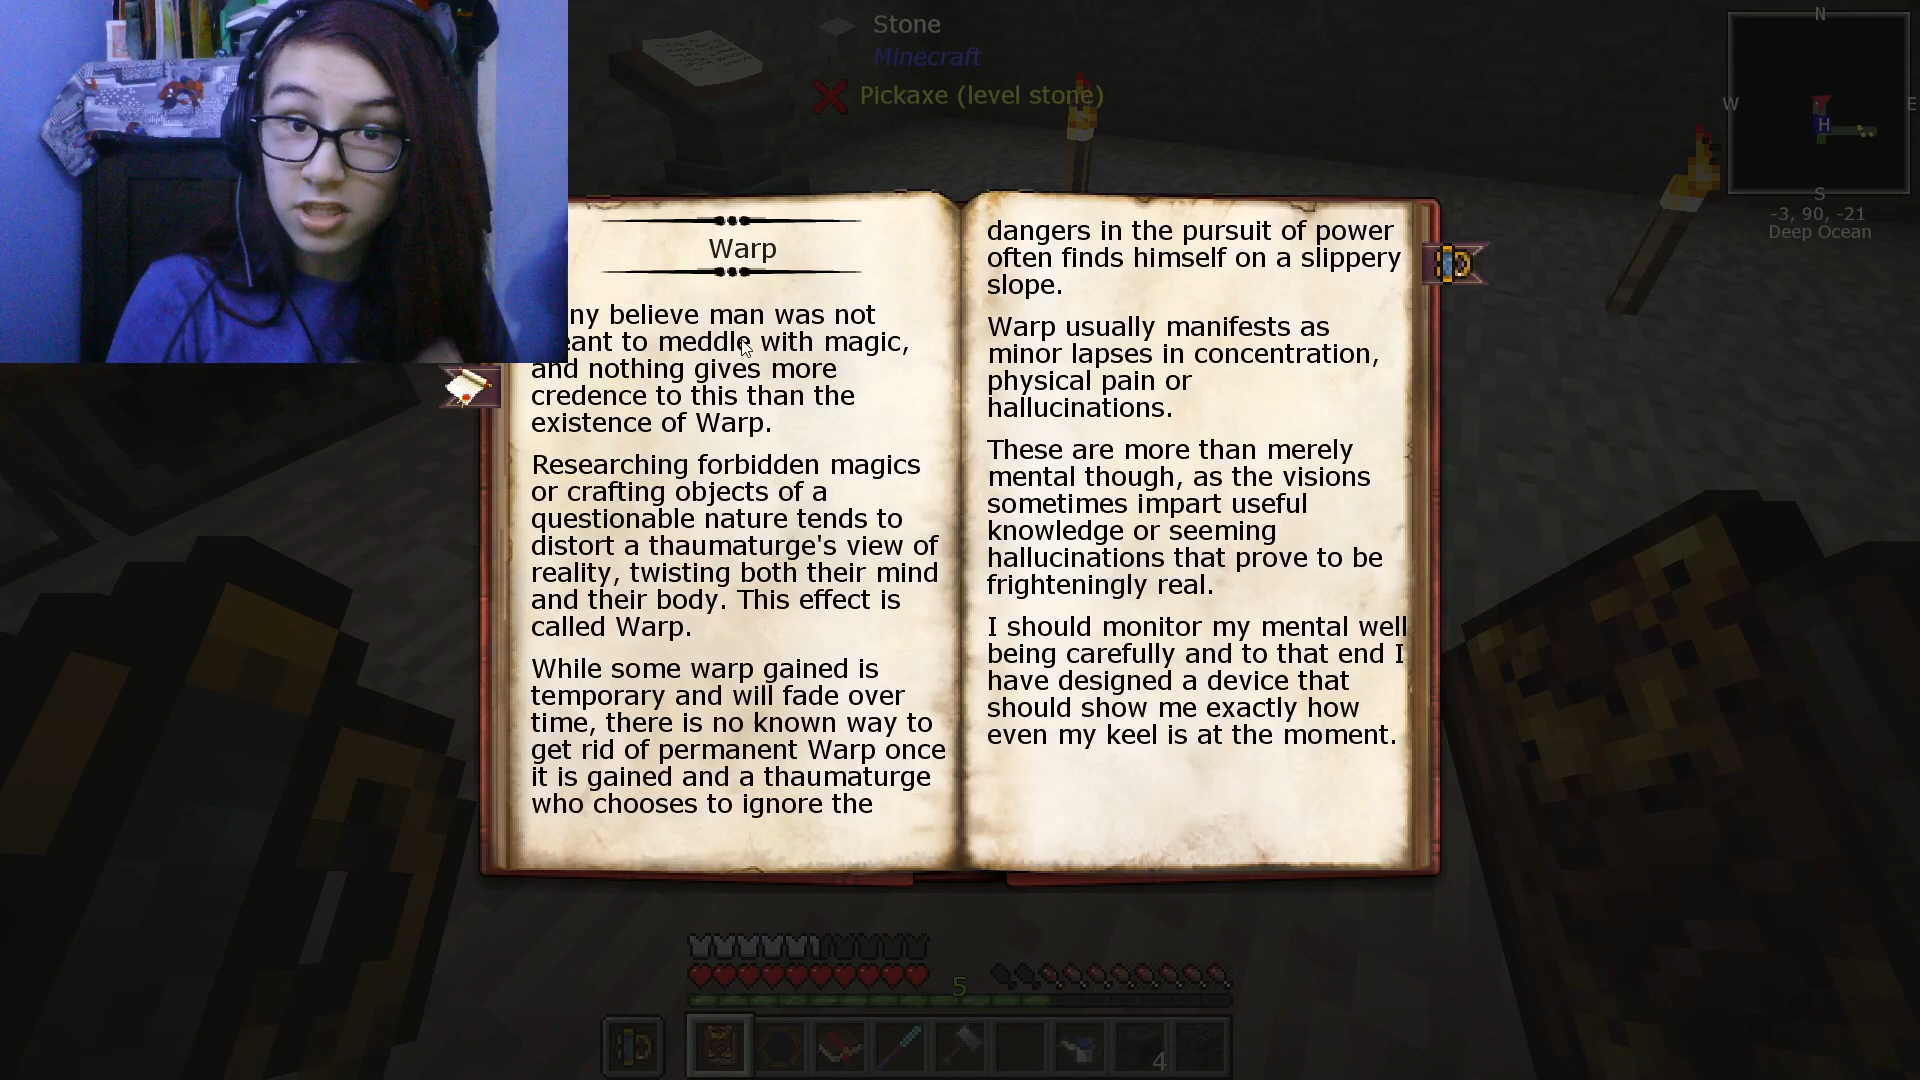 Stone
Minecraft
Pickaxe (level stone)
N
W
E
H
S
-3, 90, -21
Deep Ocean
Warp
believe man was not
to meddle with magic,
and nothing gives more
credence to this than the
existence of Warp.
Researching forbidden magics
or crafting objects of a
questionable nature tends to
distort a thaumaturge's view of
reality, twisting both their mind
and their body. This effect is
called Warp.
While some warp gained is
temporary and will fade over
time, there is no known way to
get rid of permanent Warp once
it is gained and a thaumaturge
who chooses to ignore the
dangers in the pursuit of power
often finds himself on a slippery
slope.
Warp usually manifests as
minor lapses in concentration,
physical pain or
hallucinations.
These are more than merely
mental though, as the visions
sometimes impart useful
knowledge or seeming
hallucinations that prove to be
frighteningly real.
I should monitor my mental well
being carefully and to that end I
have designed a device that
should show me exactly how
even my keel is at the moment.
5
4